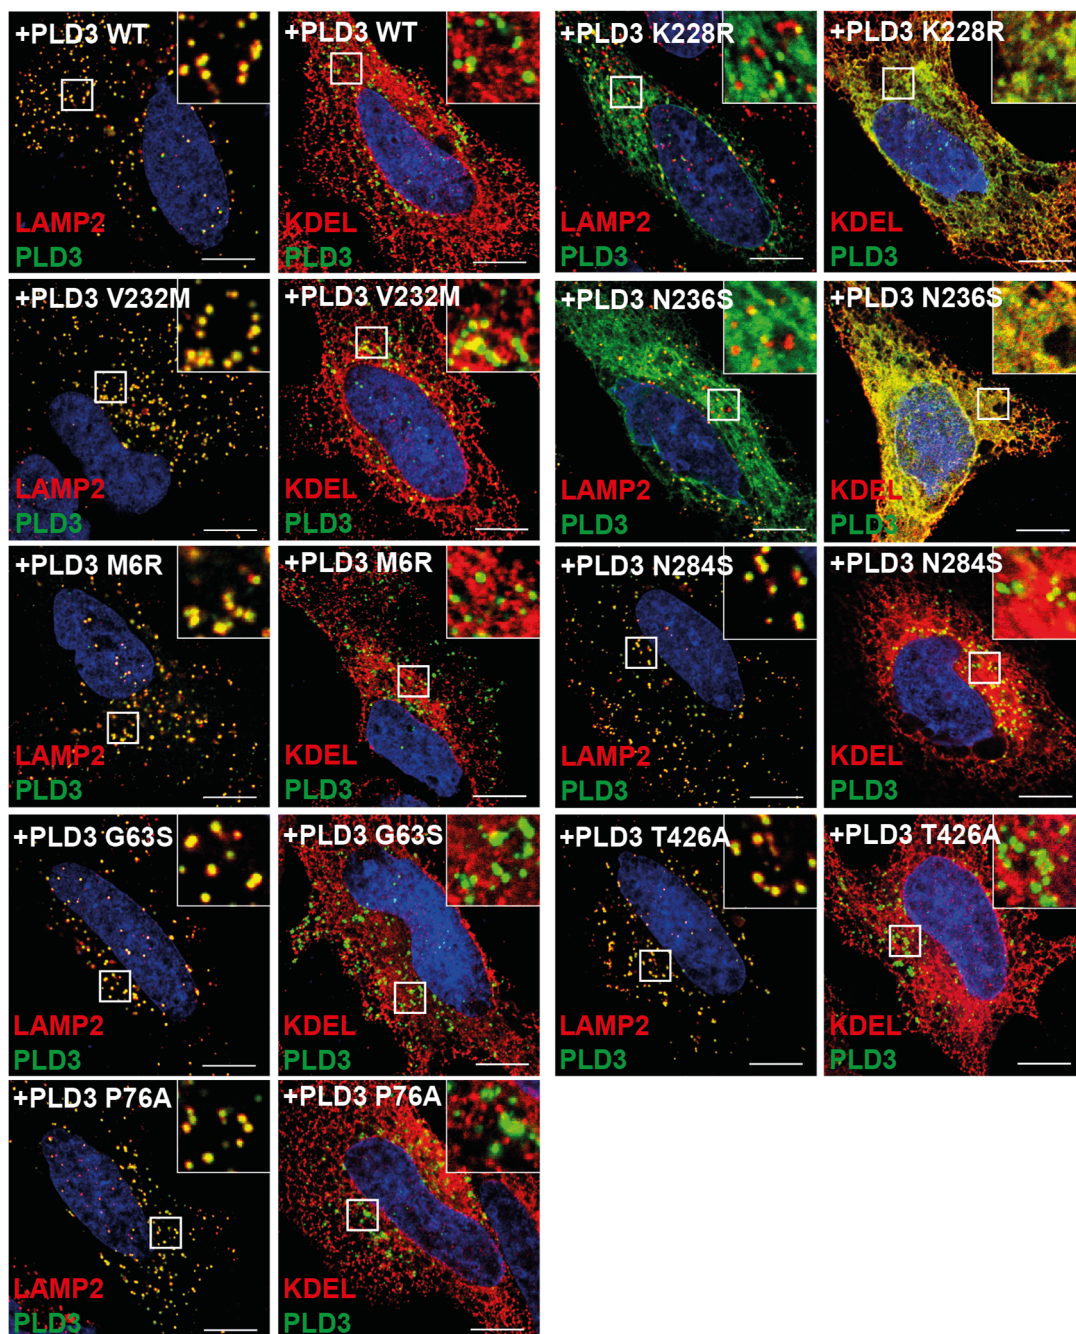 +PLD3 WT
LAMP2
PLD3
+PLD3 WT
KDEL
PLD3
+PLD3 K228R
LAMP2
PLD3
+PLD3 K228R
KDEL
PLD3
+PLD3 V232M
LAMP2
PLD3
+PLD3 V232M
KDEL
PLD3
+PLD3 N236S
LAMP2
PLD3
+PLD3 N236S
KDEL
PLD3
+PLD3 M6R
LAMP2
PLD3
+PLD3 M6R
KDEL
PLD3
+PLD3 N284S
LAMP2
PLD3
+PLD3 N284S
KDEL
PLD3
+PLD3 G63S
LAMP2
PLD3
+PLD3 G63S
KDEL
PLD3
+PLD3 T426A
LAMP2
PLD3
+PLD3 T426A
KDEL
PLD3
+PLD3 P76A
LAMP2
PLD3
+PLD3 P76A
KDEL
PLD3